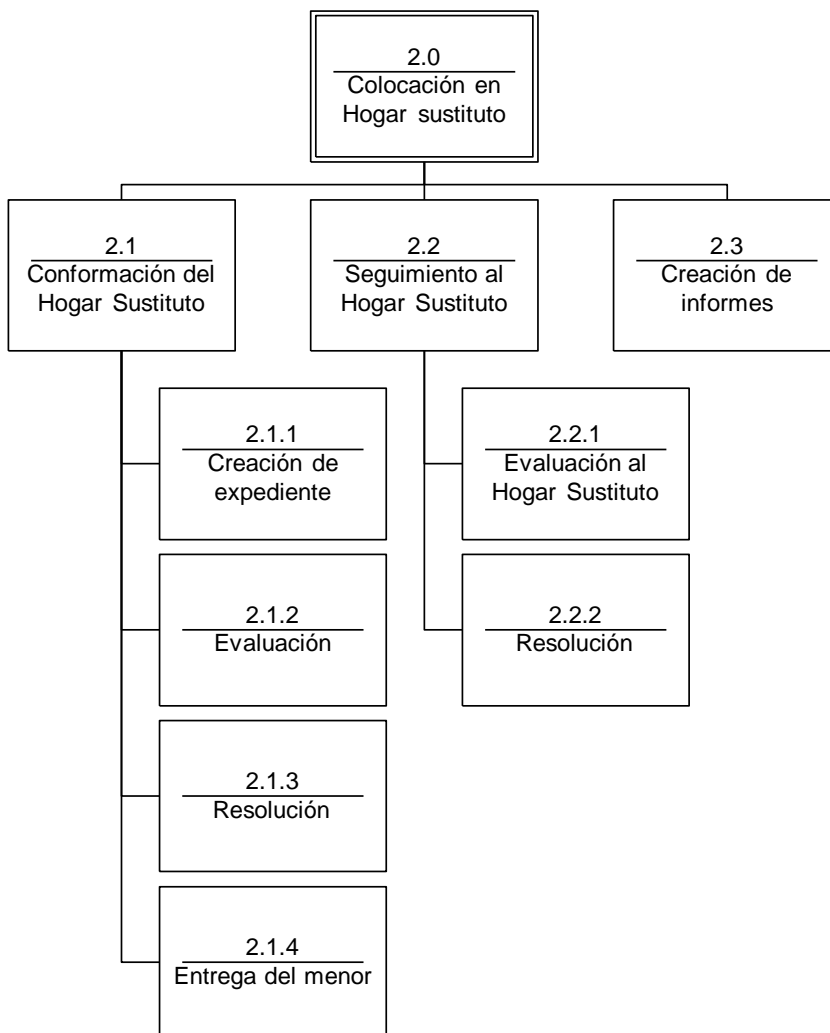 2.0
Colocación en
Hogar sustituto
2.1
Conformación del
Hogar Sustituto
2.2
Seguimiento al
Hogar Sustituto
2.3
Creación de
informes
2.1.1
Creación de
expediente
2.2.1
Evaluación al
Hogar Sustituto
2.1.2
Evaluación
2.2.2
Resolución
2.1.3
Resolución
2.1.4
Entrega del menor